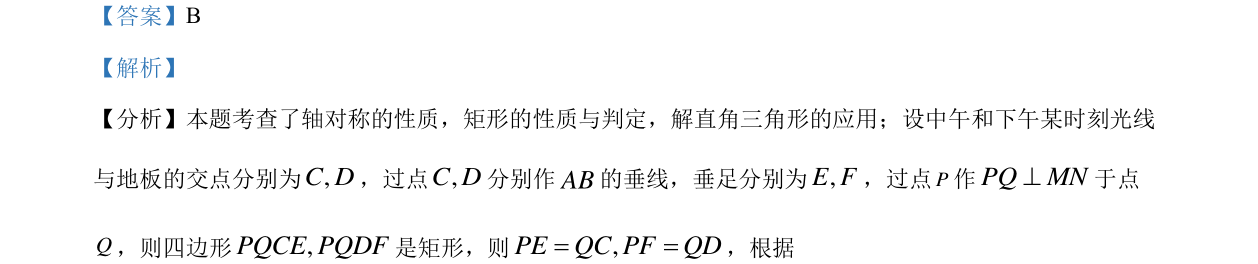 【答案】B
【解析】
【分析】本题考查了轴对称的性质，矩形的性质与判定，解直角三角形的应用；设中午和下午某时刻光线
与地板的交点分别为C,D，过点C,D分别作AB的垂线，垂足分别为E,F，过点P作PQ⊥MN于点
Q，则四边形PQCE,PQDF是矩形，则PE=QC,PF=QD，根据